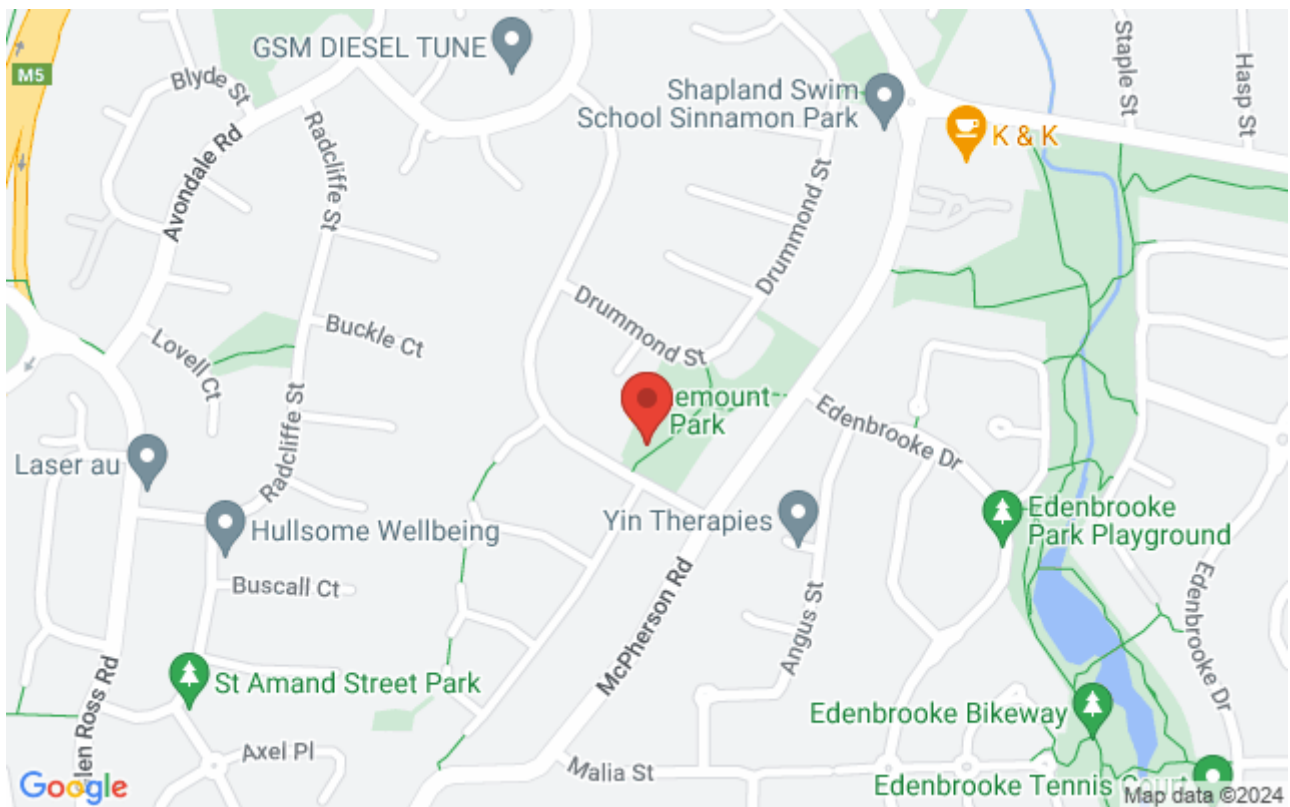 M5
GSM DIESEL TUNE
Blyde St
Avondale Rd
Radcliffe St
Shapland Swim
School Sinnamon Park
K & K
Staple St
Hasp St
Drummond St
Drummond St
Buckle Ct
Lovell Ct
Radcliffe St
emount
Park
Edenbrooke Dr
Laser au
Hullsome Wellbeing
Yin Therapies
Edenbrooke
Park Playground
Buscall Ct
McPherson Rd
Angus St
Edenbrooke Dr
St Amand Street Park
Edenbrooke Bikeway
len Ross Rd
Axel Pl
Malia St
Edenbrooke Tennis Court
Google
Map data ©2024